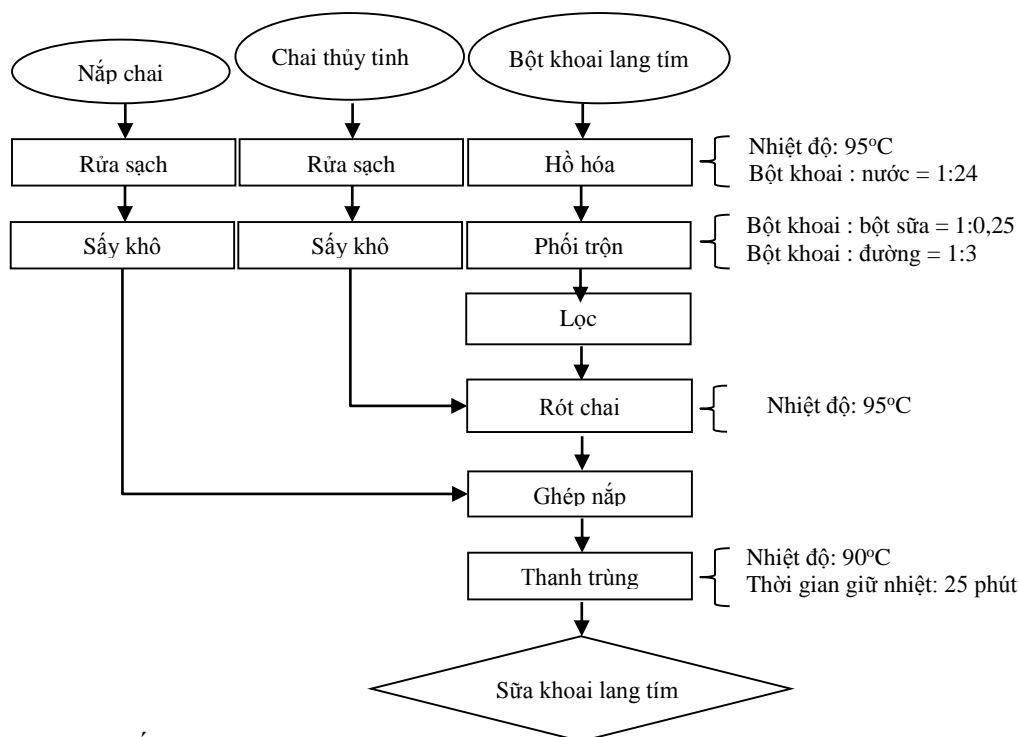 Nắp chai
Chai thủy tinh
Bột khoai lang tím
Rửa sạch
Rửa sạch
Hồ hóa
Nhiệt độ: 95°C
Bột khoai : nước = 1:24
Sấy khô
Sấy khô
Phối trộn
Bột khoai : bột sữa = 1:0,25
Bột khoai : đường = 1:3
Lọc
Rót chai
Nhiệt độ: 95°C
Ghép nắp
Thanh trùng
Nhiệt độ: 90°C
Thời gian giữ nhiệt: 25 phút
Sữa khoai lang tím